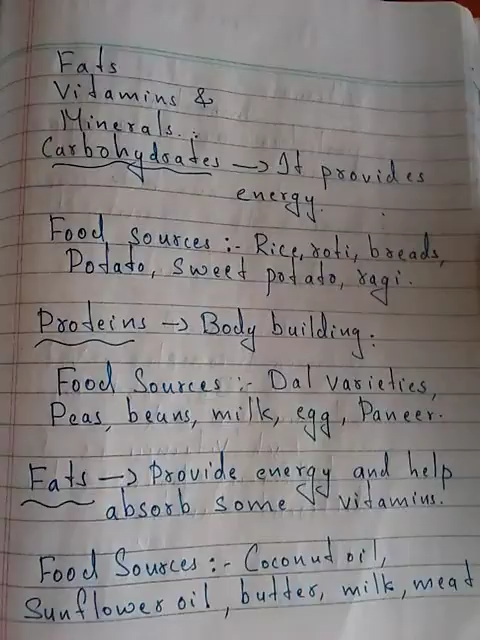 Fats
Vitamins &
Minerals.
Carbohydrates → It provides
energy.
Food sources :- Rice, roti, breads,
Potato, sweet potato, ragi.
Proteins → Body building.
Food Sources :- Dal varieties,
Peas, beans, milk, egg, Paneer.
Fats → Provide energy and help
absorb some vitamins.
Food Sources :- Coconut oil,
Sunflower oil, butter, milk, meat